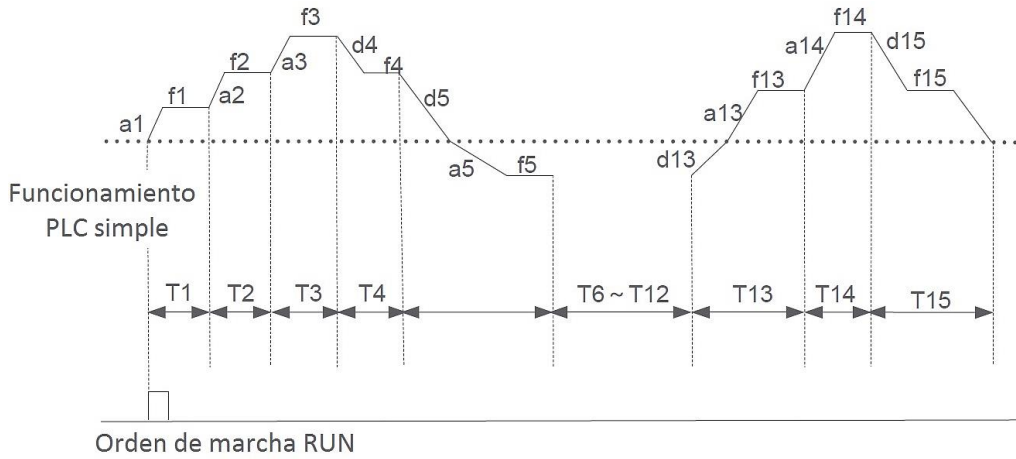 f3
f14
a14
d15
f2
a3
d4
f4
f13
f15
f1
a2
d5
a13
a1
a5
f5
d13
Funcionamiento
PLC simple
T1
T2
T3
T4
T6 ~ T12
T13
T14
T15
Orden de marcha RUN